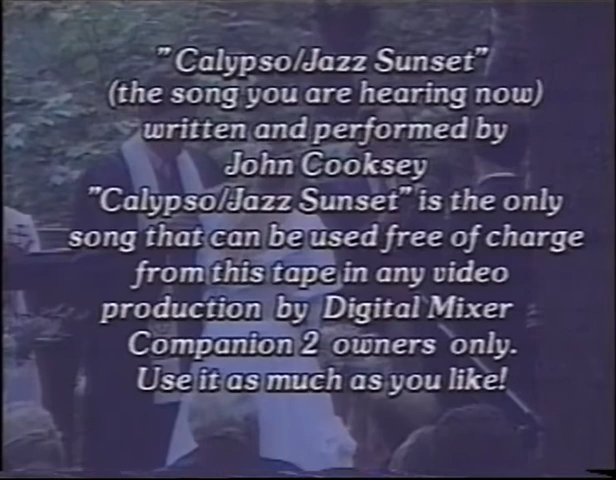 "Calypso/Jazz Sunset"
(the song you are hearing now)
written and performed by
John Cooksey
"Calypso/Jazz Sunset" is the only
song that can be used free of charge
from this tape in any video
production by Digital Mixer
Companion 2 owners only.
Use it as much as you like!